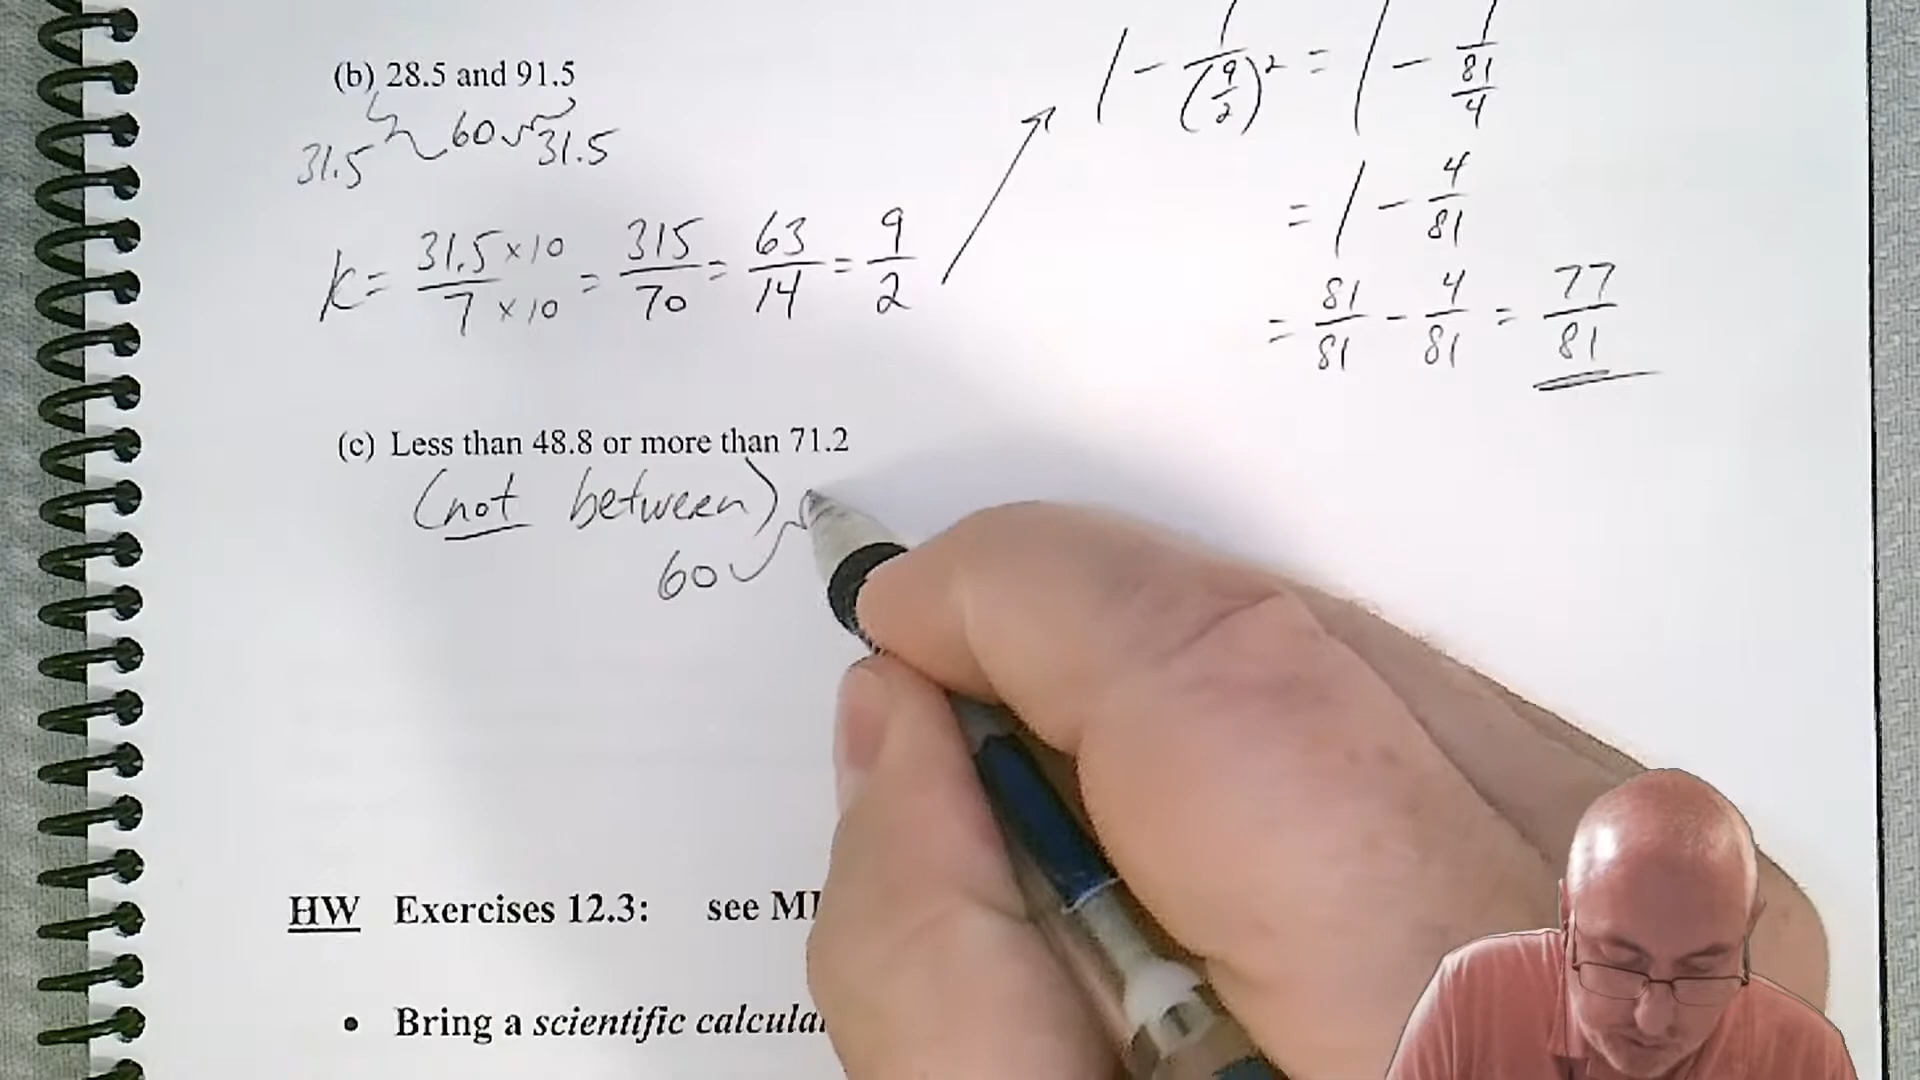 (b) 28.5 and 91.5
31.5 60 31.5
k = 31.5 x 10 / 7 x 10 = 315/70 = 63/14 = 9/2
1 - 1/(9/2)² = 1 - 1/(81/4)
= 1 - 4/81
= 81/81 - 4/81 = 77/81
(c) Less than 48.8 or more than 71.2
(not between)
60
HW Exercises 12.3: see
• Bring a scientific